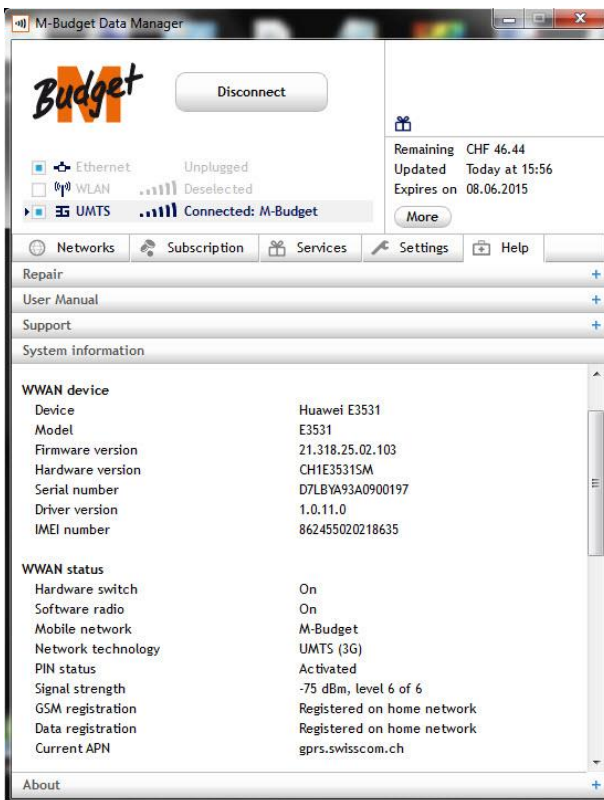 M-Budget Data Manager
Budget M
Disconnect
Remaining CHF 46.44
Updated Today at 15:56
Expires on 08.06.2015
More
Ethernet Unplugged
WLAN Deselected
3G UMTS Connected: M-Budget
Networks Subscription Services Settings Help
Repair
User Manual
Support
System information
WWAN device
Device Huawei E3531
Model E3531
Firmware version 21.318.25.02.103
Hardware version CH1E3531SM
Serial number D7LBYA93A0900197
Driver version 1.0.11.0
IMEI number 862455020218635
WWAN status
Hardware switch On
Software radio On
Mobile network M-Budget
Network technology UMTS (3G)
PIN status Activated
Signal strength -75 dBm, level 6 of 6
GSM registration Registered on home network
Data registration Registered on home network
Current APN gprs.swisscom.ch
About